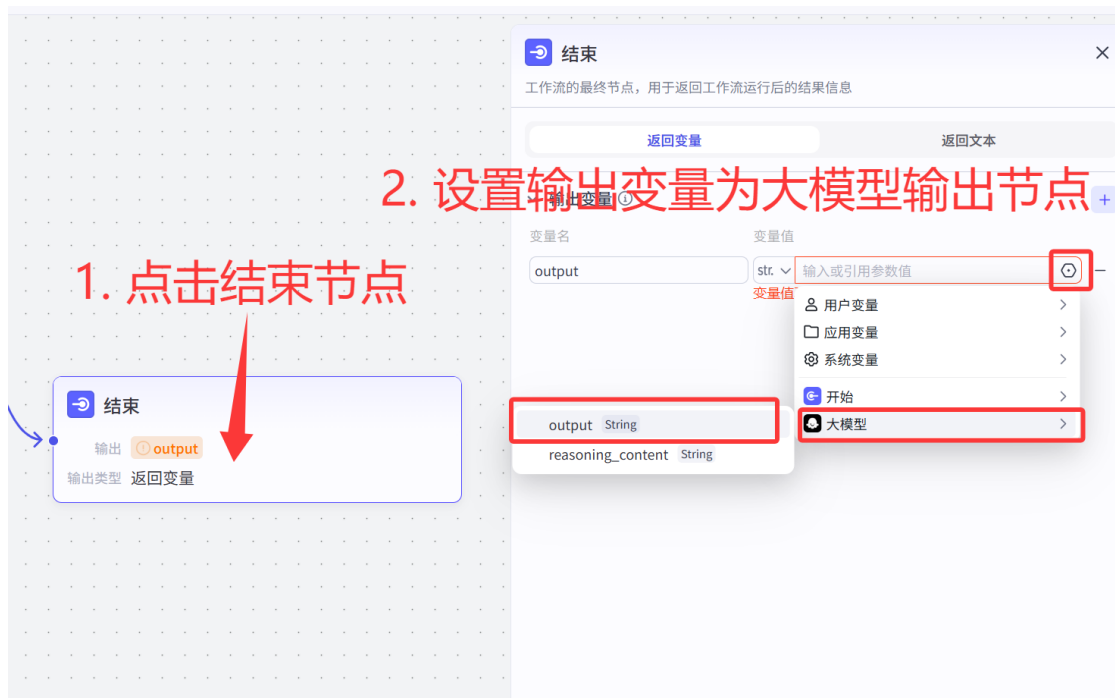 结束
工作流的最终节点，用于返回工作流运行后的结果信息
返回变量 返回文本
2. 设置输出变量为大模型输出节点
输出变量
变量名 变量值
output str. 输入或引用参数值
变量值
1. 点击结束节点
用户变量
应用变量
系统变量
开始
大模型
output String
reasoning_content String
结束
输出 output
输出类型 返回变量